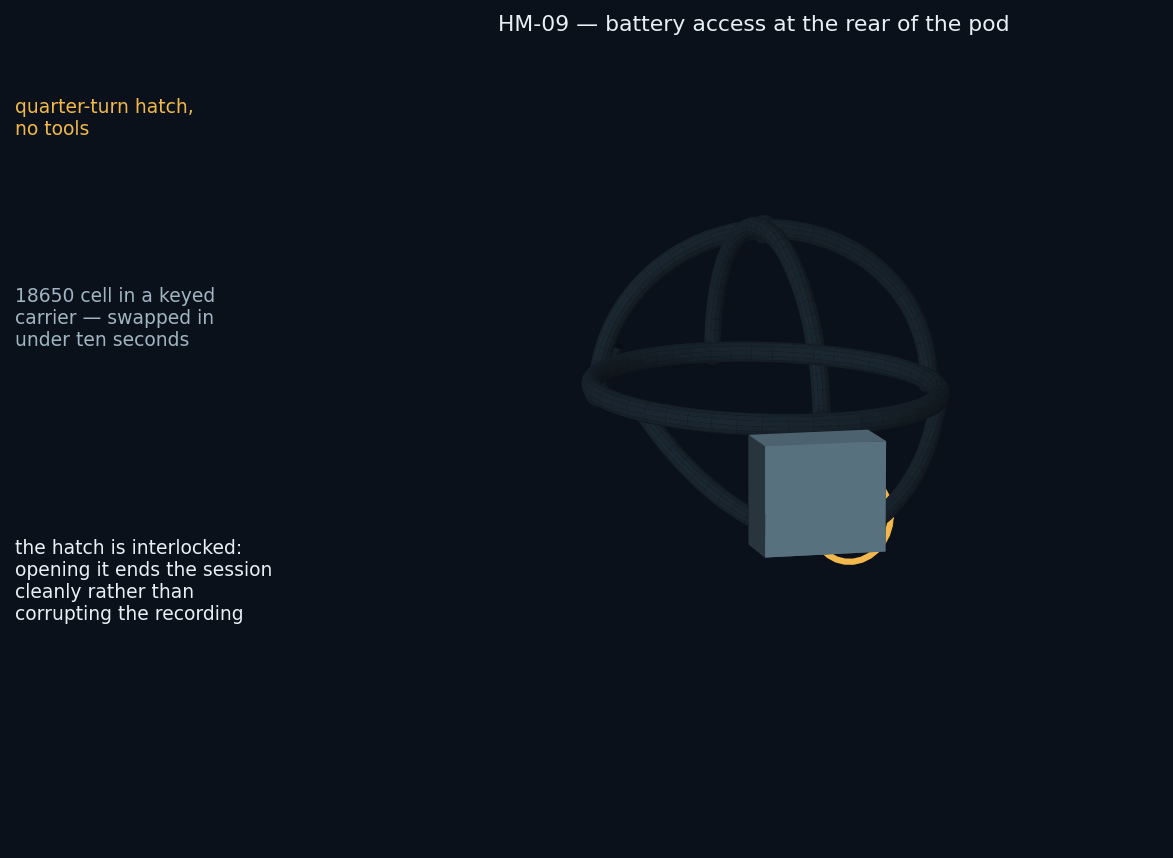 HM-09 — battery access at the rear of the pod
quarter-turn hatch,
no tools
18650 cell in a keyed
carrier — swapped in
under ten seconds
the hatch is interlocked:
opening it ends the session
cleanly rather than
corrupting the recording